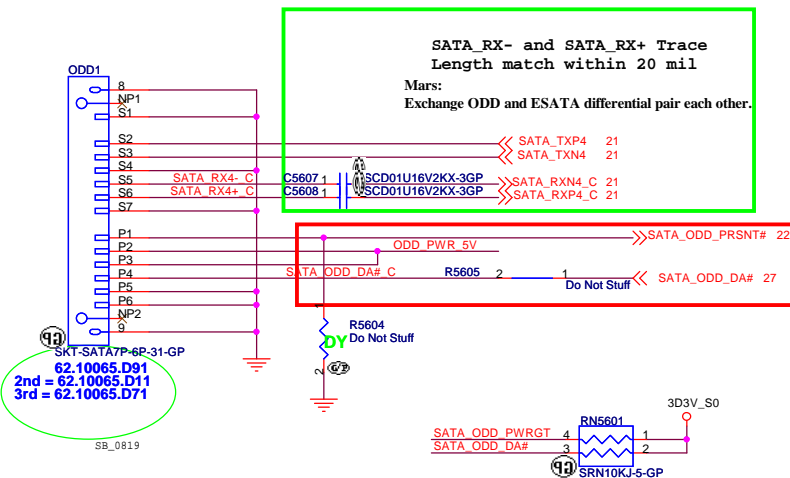 SATA_RX- and SATA_RX+ Trace
Length match within 20 mil
Mars:
Exchange ODD and ESATA differential pair each other.
ODD1
8
NP1
S1
S2
SATA_TXP4 21
S3
SATA_TXN4 21
S4
S5
SATA_RX4-_C
C5607 1
SCD01U16V2KX-3GP
SATA_RXN4_C 21
S6
SATA_RX4+_C
C5608 1
SCD01U16V2KX-3GP
SATA_RXP4_C 21
S7
P1
SATA_ODD_PRSNT# 22
P2
ODD_PWR_5V
P3
P4
SATA_ODD_DA#_C
R5605
2
1
Do Not Stuff
SATA_ODD_DA# 27
P5
P6
NP2
9
1
R5604
DY
Do Not Stuff
2
SKT-SATA7P-6P-31-GP
62.10065.D91
2nd = 62.10065.D11
3rd = 62.10065.D71
SB_0819
3D3V_S0
RN5601
SATA_ODD_PWRGT 4
1
SATA_ODD_DA# 3
2
SRN10KJ-5-GP